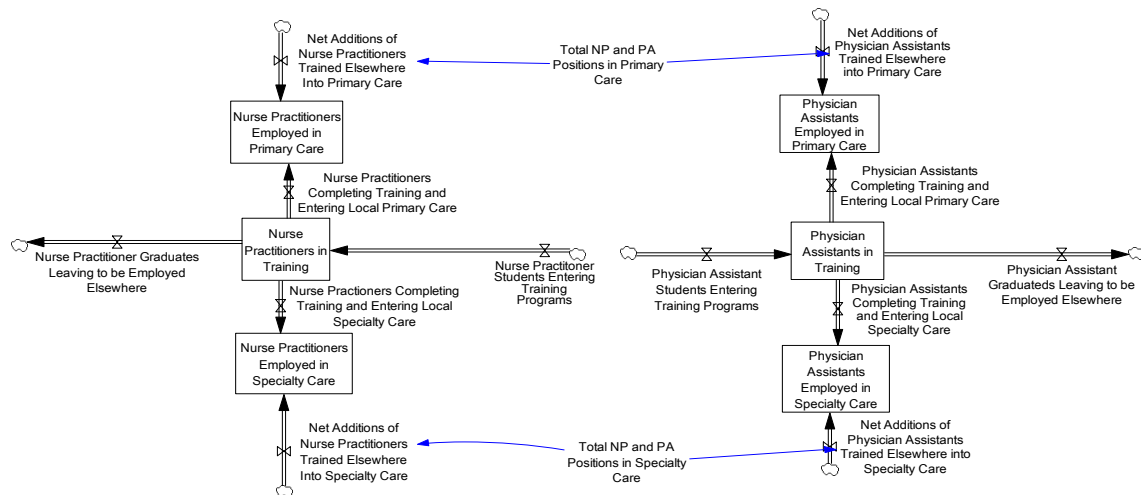 Net Additions of
Nurse Practitioners
Trained Elsewhere
Into Primary Care
Total NP and PA
Positions in Primary
Care
Net Additions of
Physician Assistants
Trained Elsewhere
into Primary Care
Nurse Practitioners
Employed in
Primary Care
Physician
Assistants
Employed in
Primary Care
Nurse Practitioners
Completing Training and
Entering Local Primary Care
Physician Assistants
Completing Training and
Entering Local Primary Care
Nurse
Practitioners in
Training
Physician
Assistants in
Training
Nurse Practitioner Graduates
Leaving to be Employed
Elsewhere
Nurse Practitioner
Students Entering
Training
Programs
Physician Assistant
Students Entering
Training Programs
Physician Assistant
Graduateds Leaving to be
Employed Elsewhere
Nurse Practioners Completing
Training and Entering Local
Specialty Care
Physician Assistants
Completing Training
and Entering Local
Specialty Care
Nurse Practitioners
Employed in
Specialty Care
Physician
Assistants
Employed in
Specialty Care
Net Additions of
Nurse Practitioners
Trained Elsewhere
Into Specialty Care
Total NP and PA
Positions in Specialty
Care
Net Additions of
Physician Assistants
Trained Elsewhere into
Specialty Care